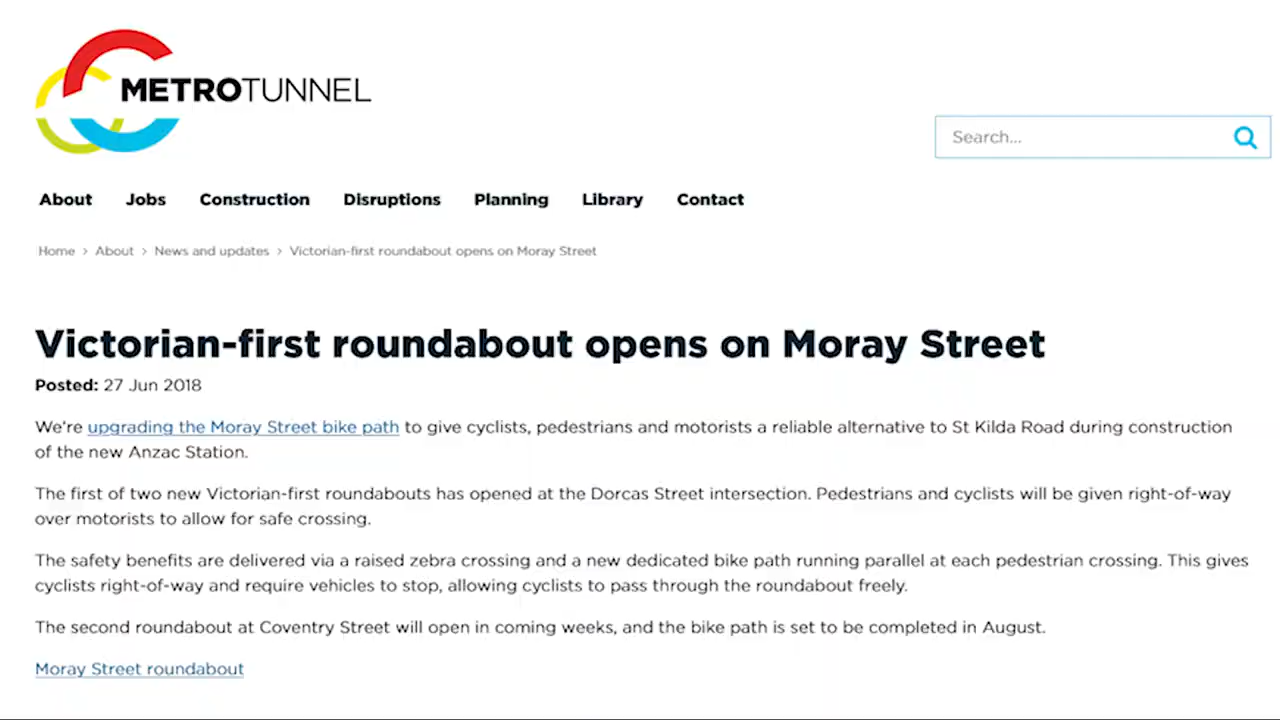 METROTUNNEL
Search...
About Jobs Construction Disruptions Planning Library Contact
Home > About > News and updates > Victorian-first roundabout opens on Moray Street
Victorian-first roundabout opens on Moray Street
Posted: 27 Jun 2018
We're upgrading the Moray Street bike path to give cyclists, pedestrians and motorists a reliable alternative to St Kilda Road during construction
of the new Anzac Station.
The first of two new Victorian-first roundabouts has opened at the Dorcas Street intersection. Pedestrians and cyclists will be given right-of-way
over motorists to allow for safe crossing.
The safety benefits are delivered via a raised zebra crossing and a new dedicated bike path running parallel at each pedestrian crossing. This gives
cyclists right-of-way and require vehicles to stop, allowing cyclists to pass through the roundabout freely.
The second roundabout at Coventry Street will open in coming weeks, and the bike path is set to be completed in August.
Moray Street roundabout